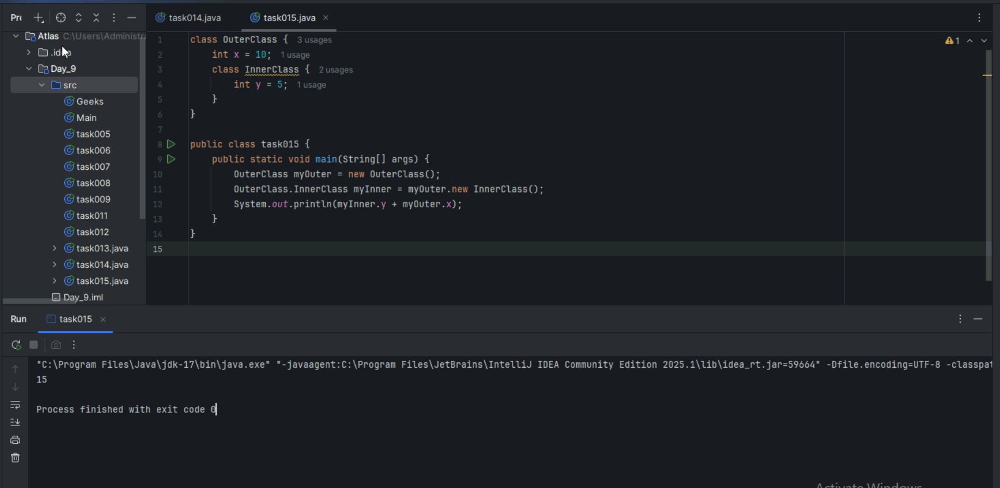 Pro
task014.java
task015.java
Atlas C:\Users\Administra
.idea
Day_9
src
Geeks
Main
task005
task006
task007
task008
task009
task011
task012
task013.java
task014.java
task015.java
Day_9.iml
1 class OuterClass { 3 usages
2 int x = 10; 1 usage
3 class InnerClass { 2 usages
4 int y = 5; 1 usage
5 }
6 }
7
8 public class task015 {
9 public static void main(String[] args) {
10 OuterClass myOuter = new OuterClass();
11 OuterClass.InnerClass myInner = myOuter.new InnerClass();
12 System.out.println(myInner.y + myOuter.x);
13 }
14 }
15
1
Run task015
"C:\Program Files\Java\jdk-17\bin\java.exe" "-javaagent:C:\Program Files\JetBrains\IntelliJ IDEA Community Edition 2025.1\lib\idea_rt.jar=59664" -Dfile.encoding=UTF-8 -classpat
15
Process finished with exit code 0
Activate Windows